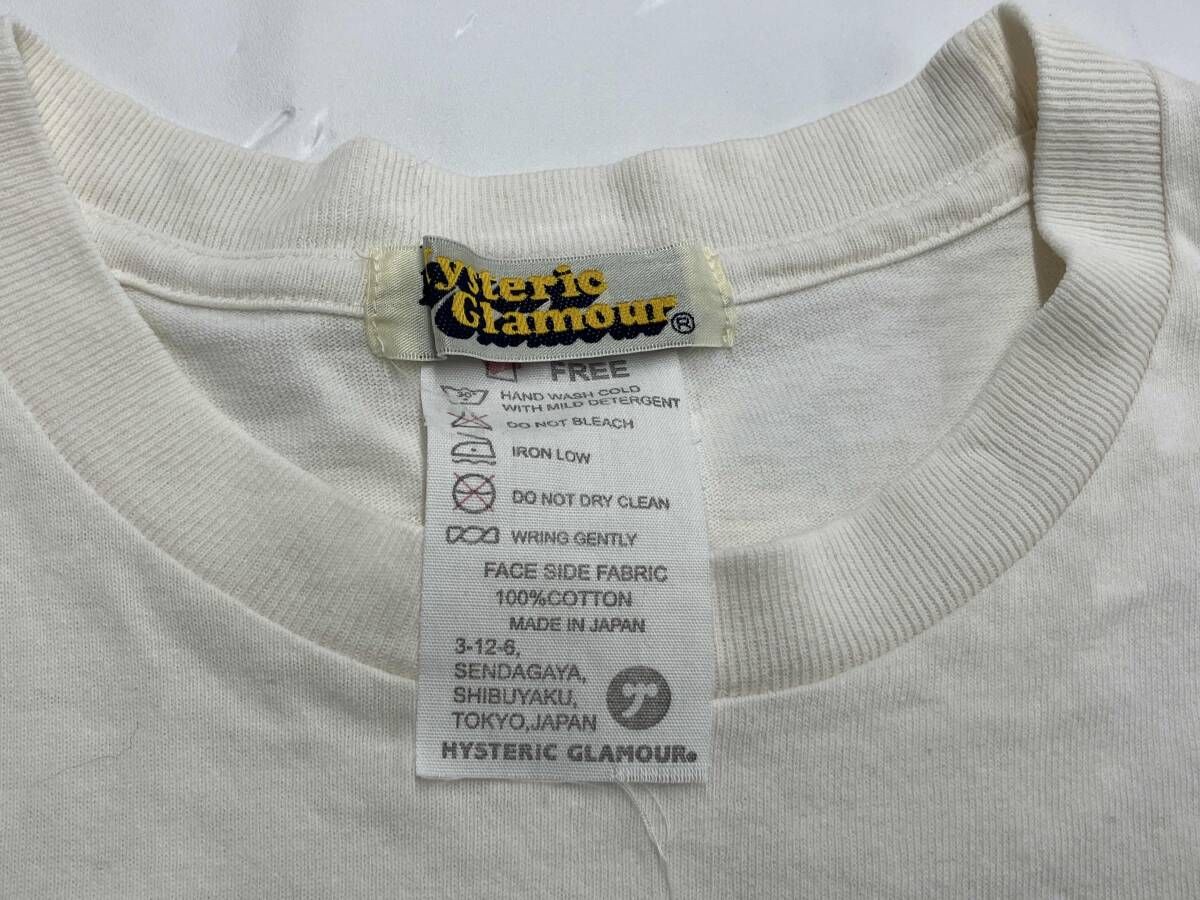 Hysteric
Glamour®
FREE
30
HAND WASH COLD
WITH MILD DETERGENT
DO NOT BLEACH
IRON LOW
DO NOT DRY CLEAN
WRING GENTLY
FACE SIDE FABRIC
100%COTTON
MADE IN JAPAN
3-12-6,
SENDAGAYA,
SHIBUYAKU,
TOKYO,JAPAN
HYSTERIC GLAMOUR®